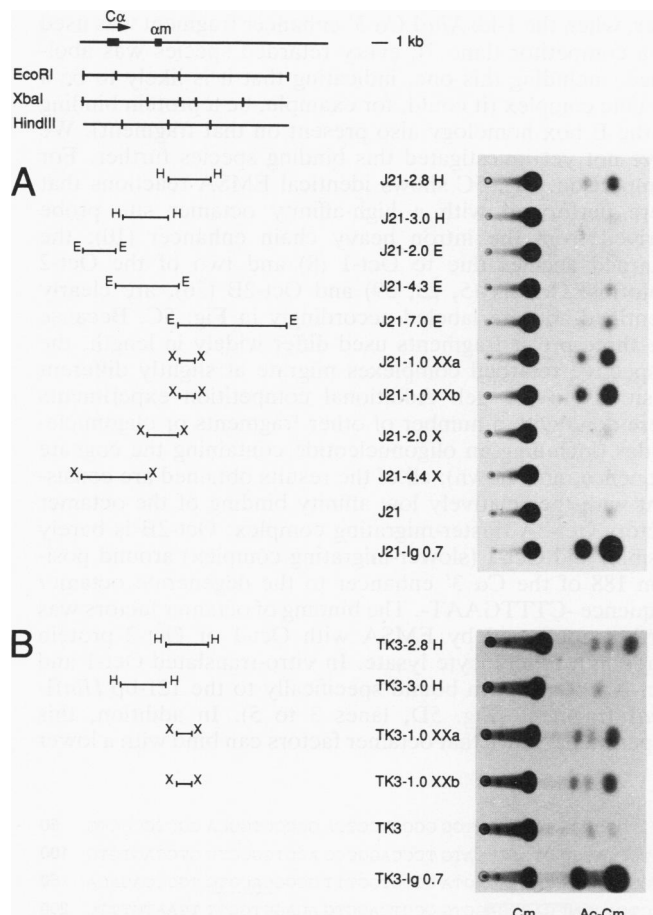 Cα
αm
1 kb
EcoRI
XbaI
HindIII
A
H H J21-2.8 H
H H J21-3.0 H
E E J21-2.0 E
E E J21-4.3 E
E E J21-7.0 E
X X J21-1.0 XXa
X X J21-1.0 XXb
X X J21-2.0 X
X X J21-4.4 X
J21
J21-Ig 0.7
B
H H TK3-2.8 H
H H TK3-3.0 H
X X TK3-1.0 XXa
X X TK3-1.0 XXb
TK3
TK3-Ig 0.7
Cm Ac-Cm